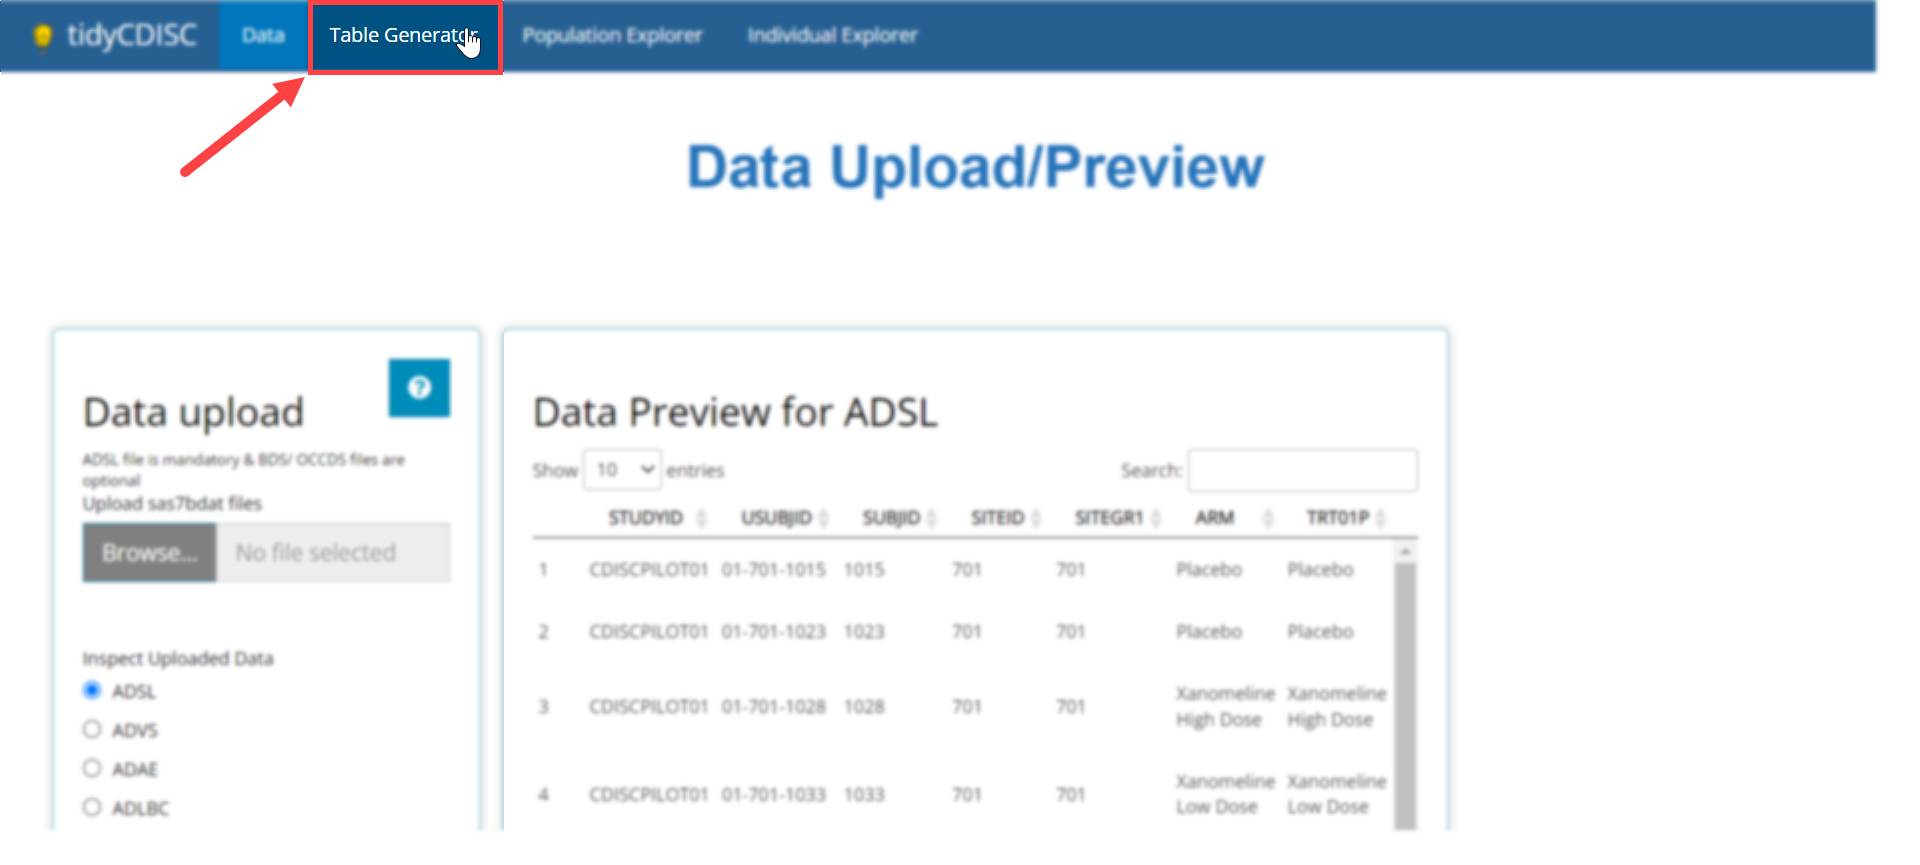 tidyCDISC Data Table Generator Population Explorer Individual Explorer
Data Upload/Preview
Data upload
ADSL file is mandatory & BDS/ OCCDS files are
optional
Upload sas7bdat files
Browse... No file selected
Inspect Uploaded Data
ADSL
ADVS
ADAE
ADLBC
Data Preview for ADSL
Show 10 entries Search:
STUDYID USUBJID SUBJID SITEID SITEGR1 ARM TRT01P
1 CDISCPILOT01 01-701-1015 1015 701 701 Placebo Placebo
2 CDISCPILOT01 01-701-1023 1023 701 701 Placebo Placebo
3 CDISCPILOT01 01-701-1028 1028 701 701 Xanomeline Xanomeline
High Dose High Dose
4 CDISCPILOT01 01-701-1033 1033 701 701 Xanomeline Xanomeline
Low Dose Low Dose